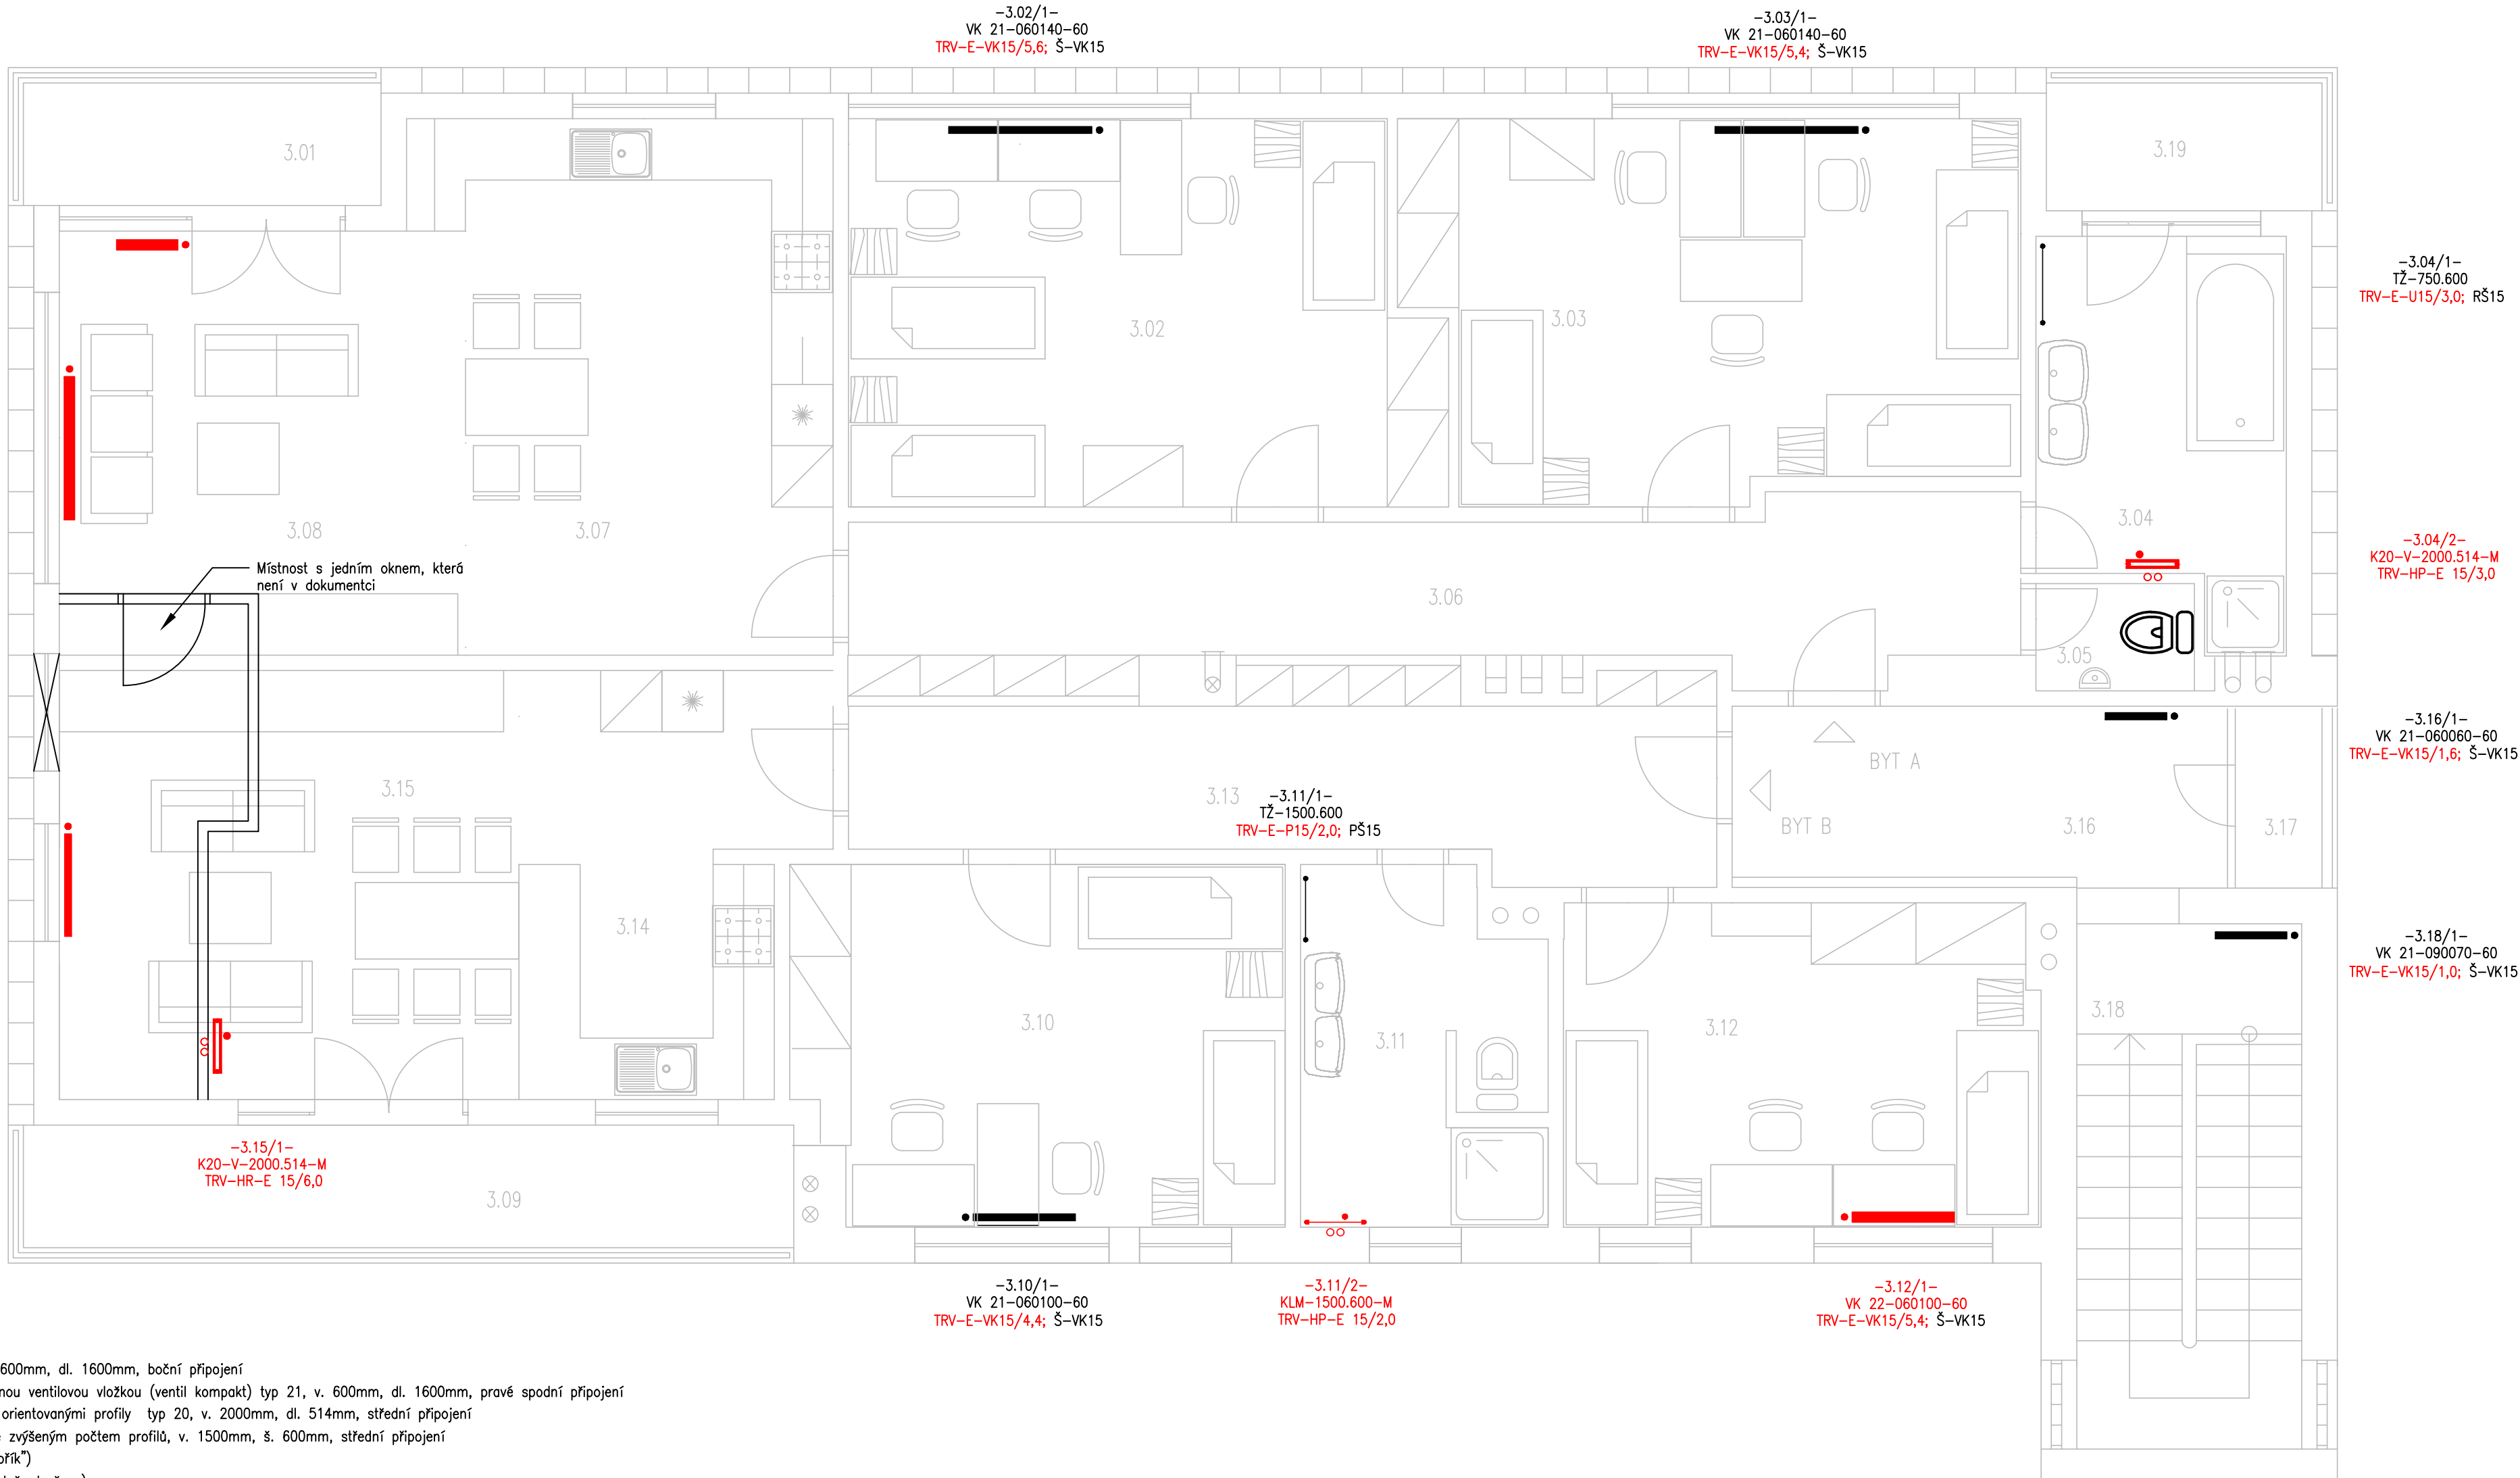 -3.02/1-
VK 21-060140-60
TRV-E-VK15/5,6; Š-VK15
-3.03/1-
VK 21-060140-60
TRV-E-VK15/5,4; Š-VK15
3.01
3.19
-3.04/1-
TŽ-750.600
TRV-E-U15/3,0; RŠ15
3.02
3.03
3.08
3.07
3.04
-3.04/2-
K20-V-2000.514-M
TRV-HP-E 15/3,0
Místnost s jedním oknem, která
není v dokumentci
3.06
3.05
-3.16/1-
VK 21-060060-60
TRV-E-VK15/1,6; Š-VK15
BYT A
3.15
3.13
-3.11/1-
TŽ-1500.600
TRV-E-P15/2,0; PŠ15
BYT B
3.16
3.17
3.14
-3.18/1-
VK 21-090070-60
TRV-E-VK15/1,0; Š-VK15
3.10
3.11
3.12
3.18
-3.15/1-
K20-V-2000.514-M
TRV-HR-E 15/6,0
3.09
-3.10/1-
VK 21-060100-60
TRV-E-VK15/4,4; Š-VK15
-3.11/2-
KLM-1500.600-M
TRV-HP-E 15/2,0
-3.12/1-
VK 22-060100-60
TRV-E-VK15/5,4; Š-VK15
600mm, dl. 1600mm, boční připojení
nou ventilovou vložkou (ventil kompakt) typ 21, v. 600mm, dl. 1600mm, pravé spodní připojení
orientovanými profily typ 20, v. 2000mm, dl. 514mm, střední připojení
zvýšeným počtem profilů, v. 1500mm, š. 600mm, střední připojení